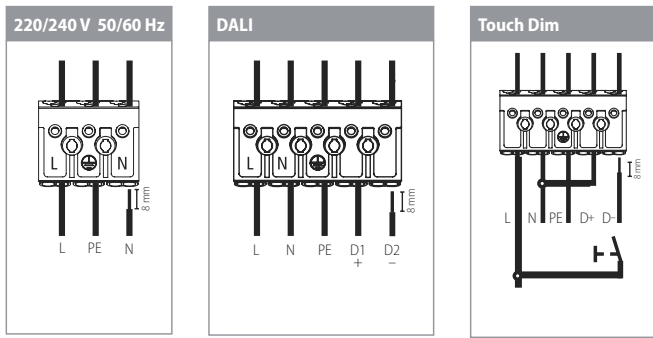 220/240 V 50/60 Hz
L N
8 mm
L PE N
DALI
L N
8 mm
L N PE D1 D2
+ –
Touch Dim
8 mm
L N PE D+ D-